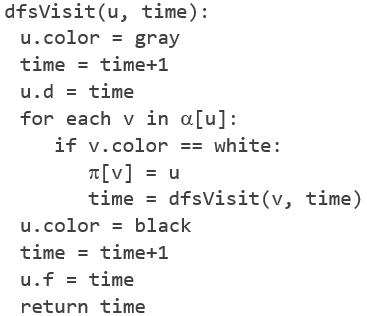 dfsVisit(u, time):
 u.color = gray
 time = time+1
 u.d = time
 for each v in α[u]:
    if v.color == white:
       π[v] = u
       time = dfsVisit(v, time)
 u.color = black
 time = time+1
 u.f = time
 return time